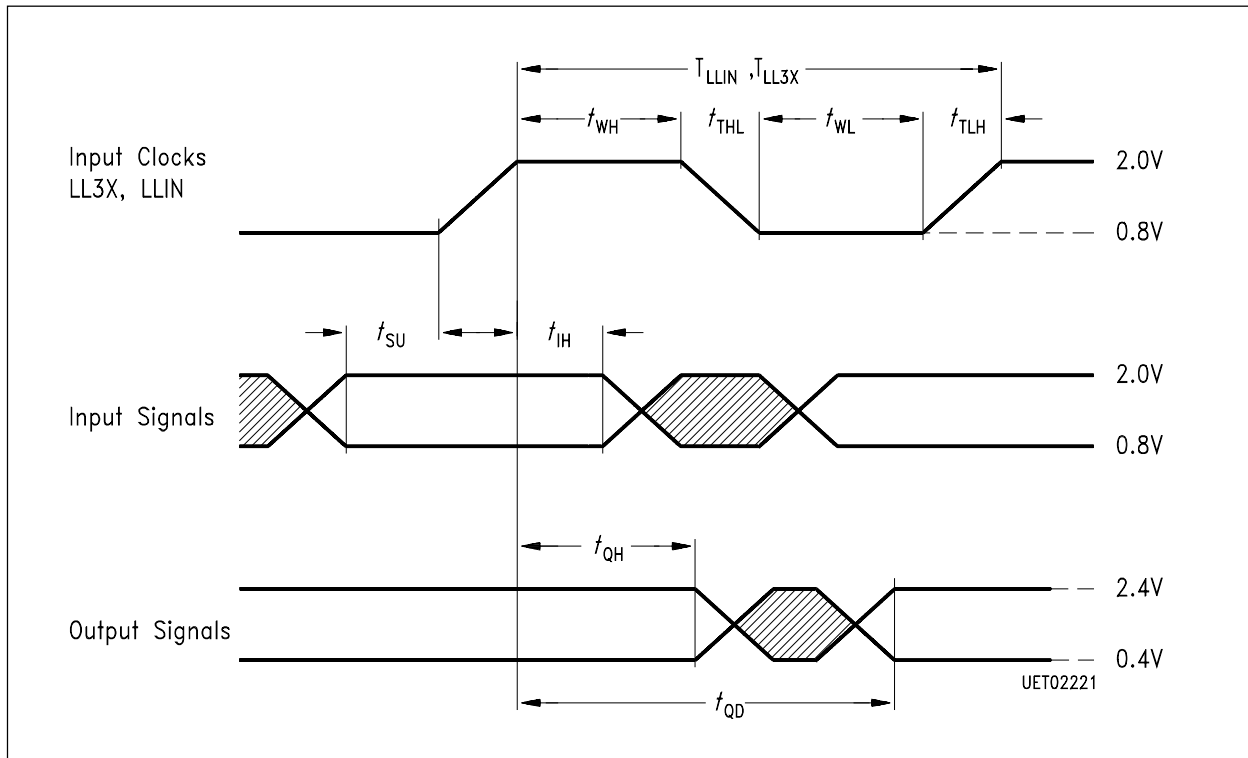 T_LLIN ,T_LL3X
t_WH t_THL t_WL t_TLH
Input Clocks
LL3X, LLIN
2.0V
0.8V
t_SU t_IH
Input Signals
2.0V
0.8V
t_QH
Output Signals
2.4V
0.4V
UET02221
t_QD